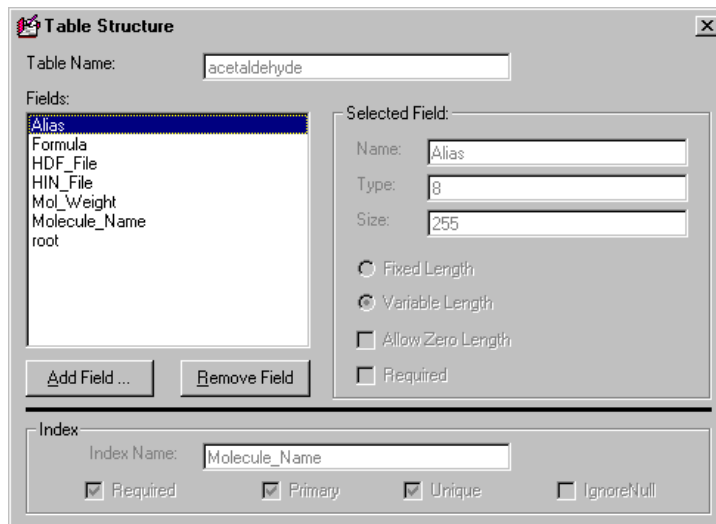 Table Structure
Table Name:
acetaldehyde
Fields:
Alias
Formula
HDF_File
HIN_File
Mol_Weight
Molecule_Name
root
Add Field ...
Remove Field
Selected Field:
Name:
Alias
Type:
8
Size:
255
Fixed Length
Variable Length
Allow Zero Length
Required
Index
Index Name:
Molecule_Name
Required
Primary
Unique
IgnoreNull